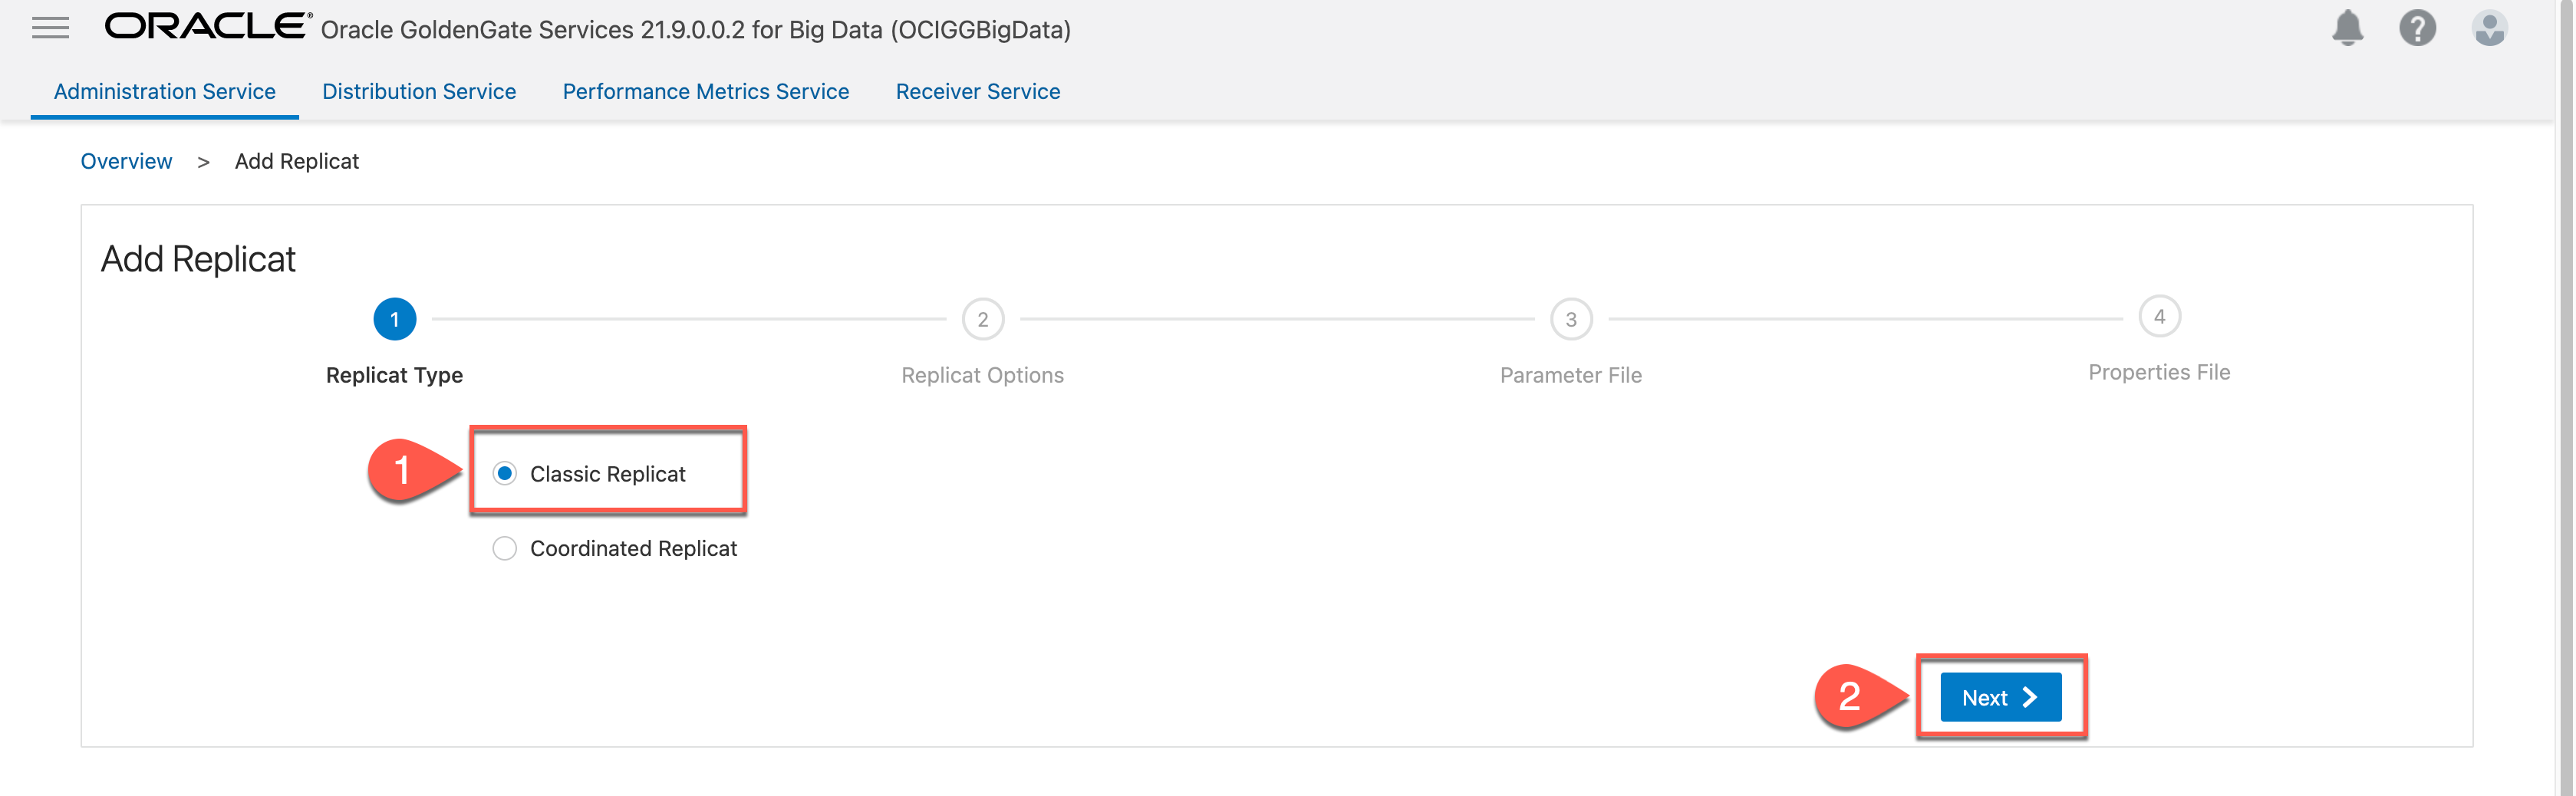 ORACLE® Oracle GoldenGate Services 21.9.0.0.2 for Big Data (OCIGGBigData)
?
Administration Service Distribution Service Performance Metrics Service Receiver Service
Overview > Add Replicat
Add Replicat
1 2 3 4
Replicat Type Replicat Options Parameter File Properties File
1 Classic Replicat
Coordinated Replicat
2 Next